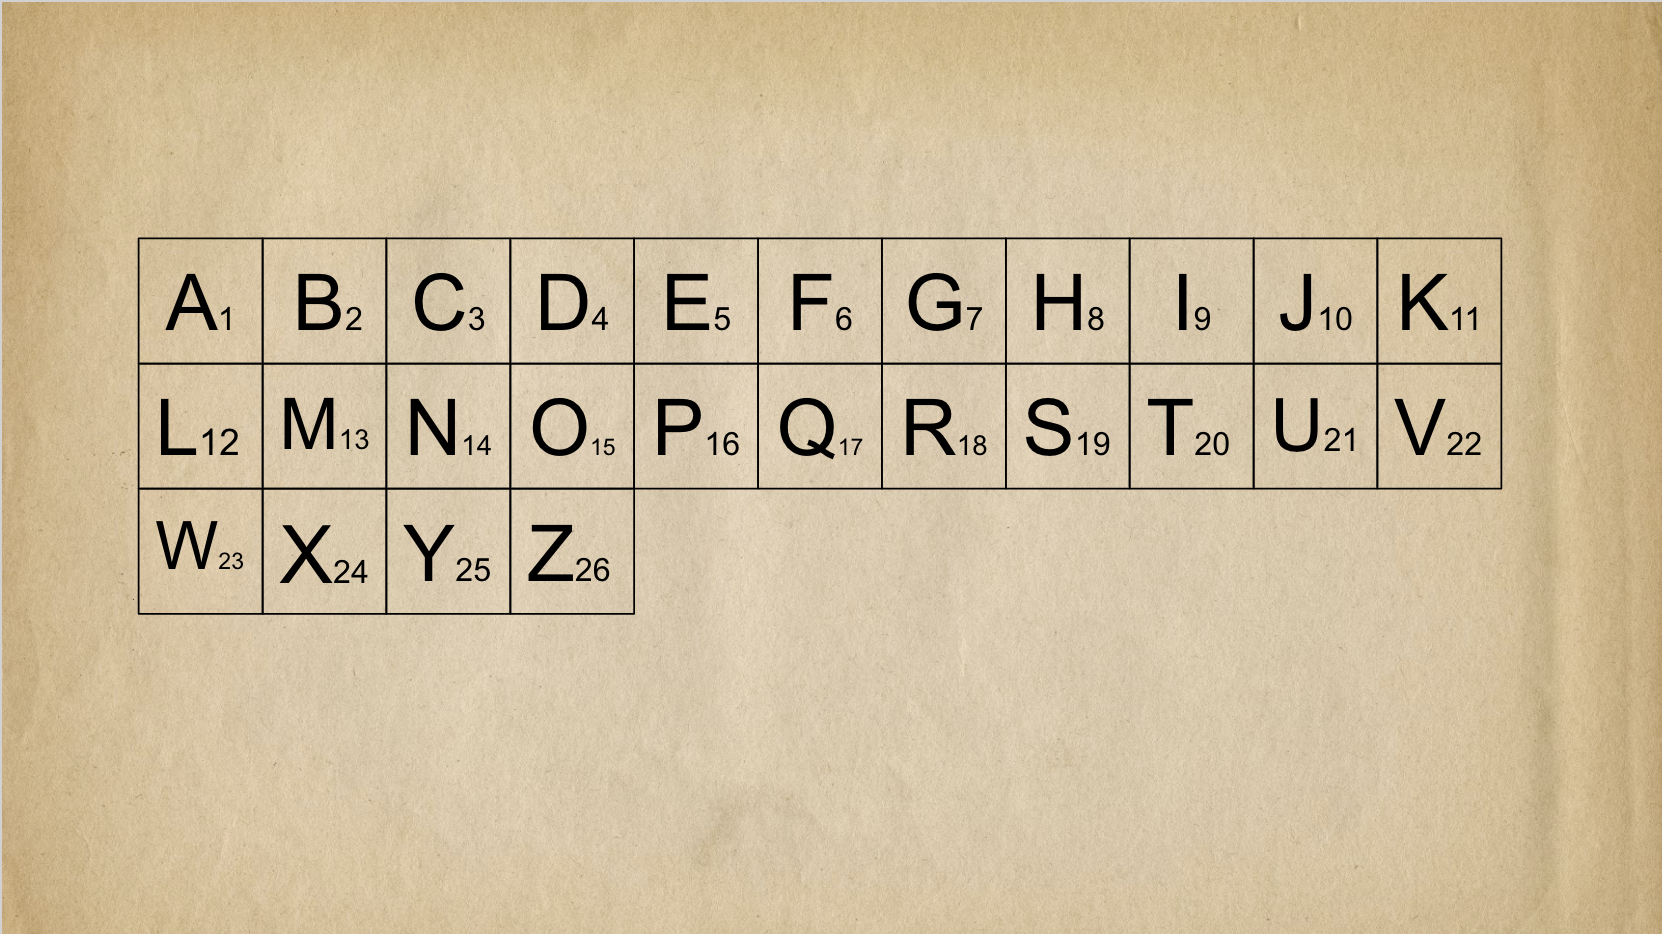 A1 B2 C3 D4 E5 F6 G7 H8 I9 J10 K11
L12 M13 N14 O15 P16 Q17 R18 S19 T20 U21 V22
W23 X24 Y25 Z26